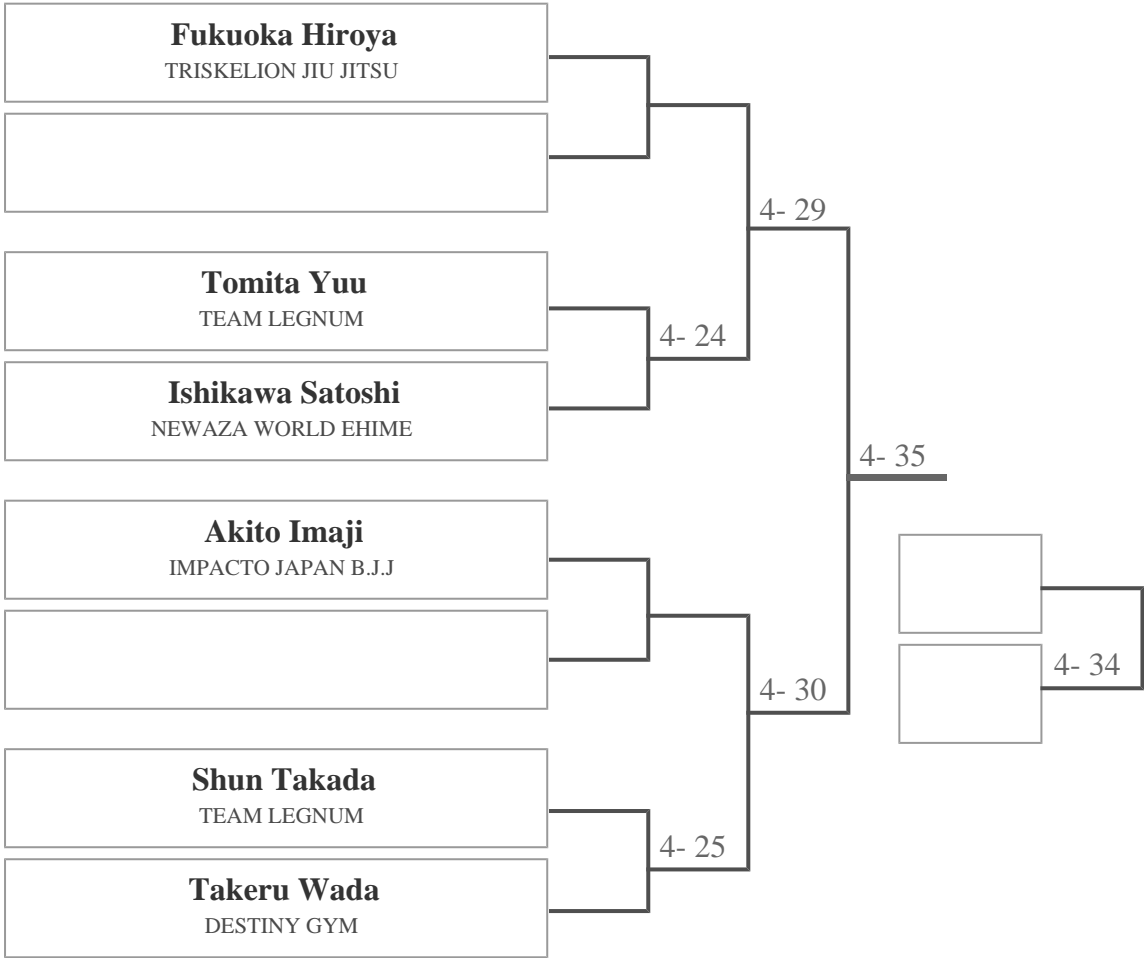 Fukuoka Hiroya
TRISKELION JIU JITSU
4- 29
Tomita Yuu
TEAM LEGNUM
4- 24
Ishikawa Satoshi
NEWAZA WORLD EHIME
4- 35
Akito Imaji
IMPACTO JAPAN B.J.J
4- 34
4- 30
Shun Takada
TEAM LEGNUM
4- 25
Takeru Wada
DESTINY GYM